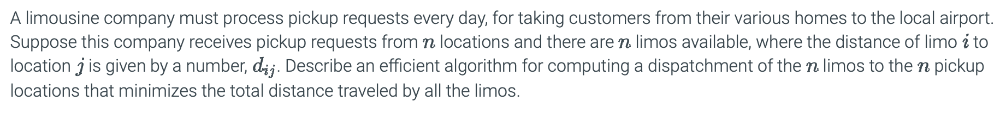 A limousine company must process pickup requests every day, for taking customers from their various homes to the local airport.
Suppose this company receives pickup requests from n locations and there are n limos available, where the distance of limo i to
location j is given by a number, dᵢⱼ. Describe an efficient algorithm for computing a dispatchment of the n limos to the n pickup
locations that minimizes the total distance traveled by all the limos.